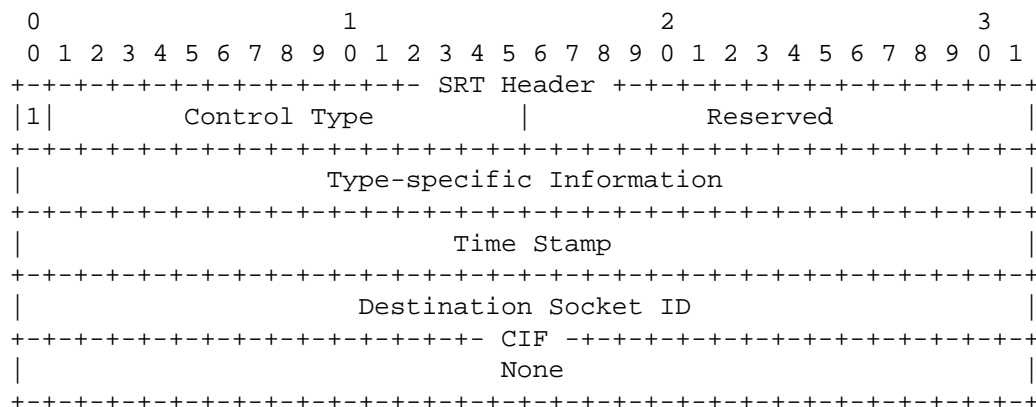 0                   1                   2                   3
 0 1 2 3 4 5 6 7 8 9 0 1 2 3 4 5 6 7 8 9 0 1 2 3 4 5 6 7 8 9 0 1
+-+-+-+-+-+-+-+-+-+-+-+-+- SRT Header +-+-+-+-+-+-+-+-+-+-+-+-+-+
|1|        Control Type         |           Reserved            |
+-+-+-+-+-+-+-+-+-+-+-+-+-+-+-+-+-+-+-+-+-+-+-+-+-+-+-+-+-+-+-+-+
|                   Type-specific Information                   |
+-+-+-+-+-+-+-+-+-+-+-+-+-+-+-+-+-+-+-+-+-+-+-+-+-+-+-+-+-+-+-+-+
|                           Time Stamp                          |
+-+-+-+-+-+-+-+-+-+-+-+-+-+-+-+-+-+-+-+-+-+-+-+-+-+-+-+-+-+-+-+-+
|                     Destination Socket ID                     |
+-+-+-+-+-+-+-+-+-+-+-+-+-+-+- CIF -+-+-+-+-+-+-+-+-+-+-+-+-+-+-+
|                              None                             |
+-+-+-+-+-+-+-+-+-+-+-+-+-+-+-+-+-+-+-+-+-+-+-+-+-+-+-+-+-+-+-+-+